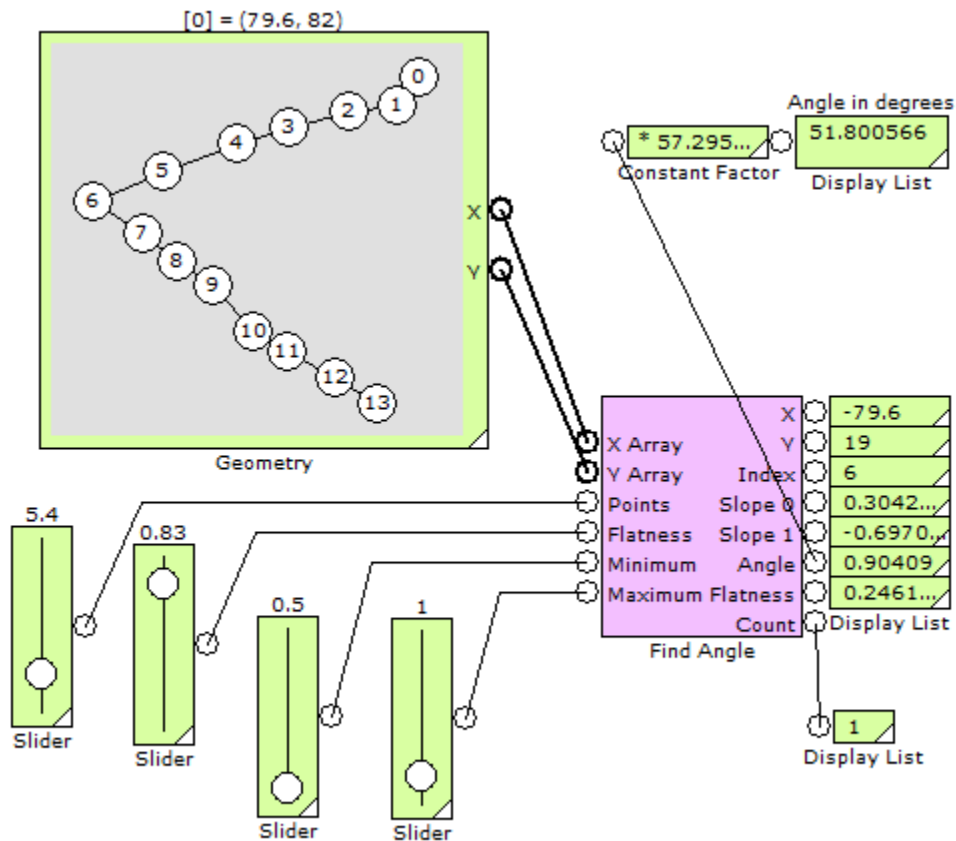 [0] = (79.6, 82)
0
1
2
3
4
5
6
7
8
9
10
11
12
13
X
Y
Geometry
Angle in degrees
* 57.295...
51.800566
Constant Factor
Display List
X -79.6
X Array Y 19
Y Array Index 6
Points Slope 0 0.3042...
Flatness Slope 1 -0.6970...
Minimum Angle 0.90409
Maximum Flatness 0.2461...
Count Display List
Find Angle
5.4
Slider
0.83
Slider
0.5
Slider
1
Slider
1
Display List